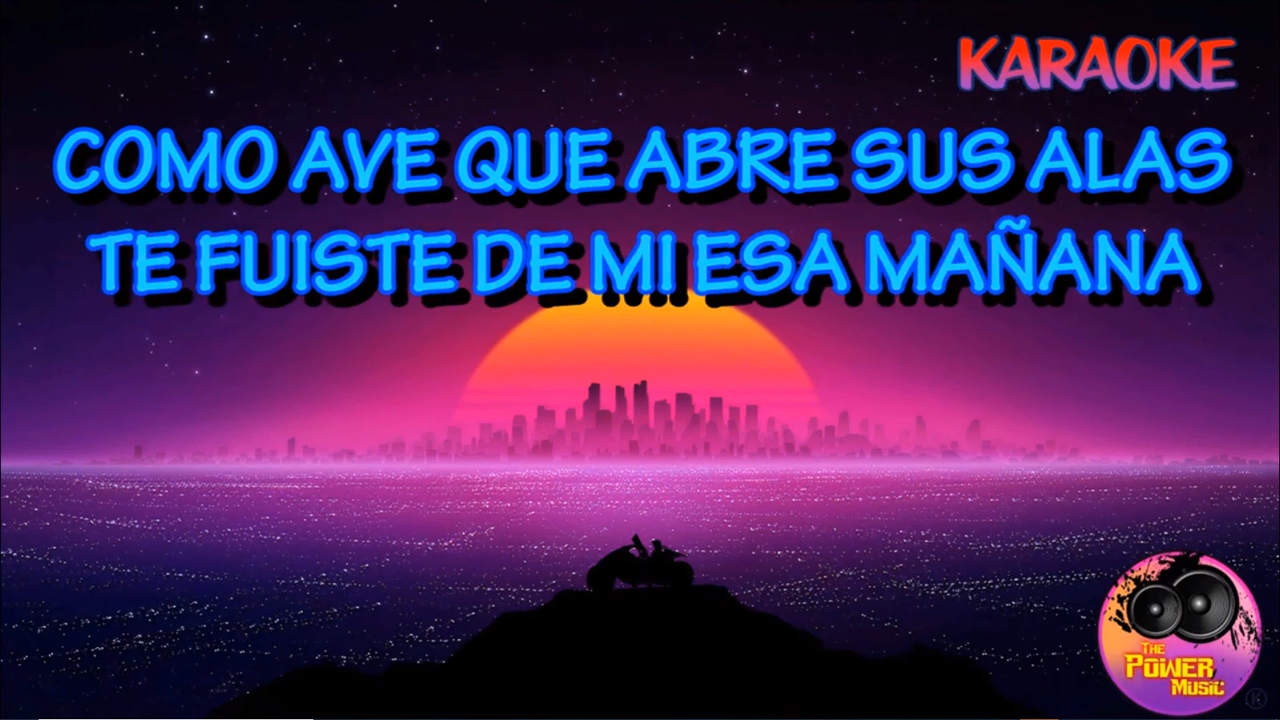 KARAOKE
COMO AVE QUE ABRE SUS ALAS
TE FUISTE DE MI ESA MAÑANA
THE
POWER
MUSIC